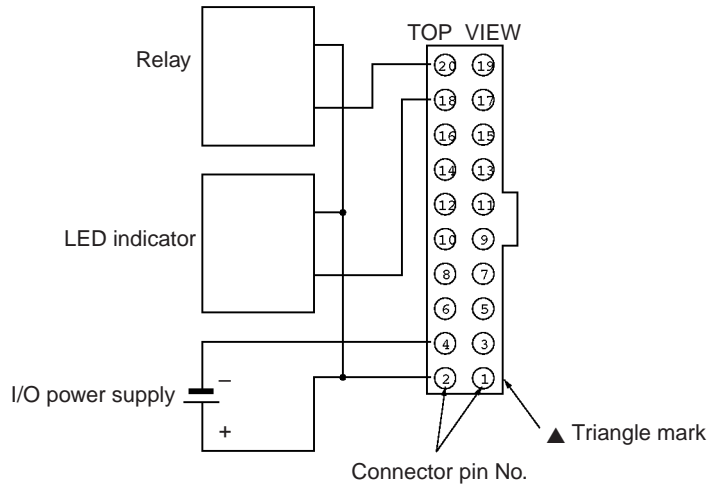 TOP VIEW
Relay
20 19
18 17
16 15
14 13
12 11
LED indicator
10 9
8 7
6 5
4 3
–
I/O power supply
2 1
+
▲ Triangle mark
Connector pin No.